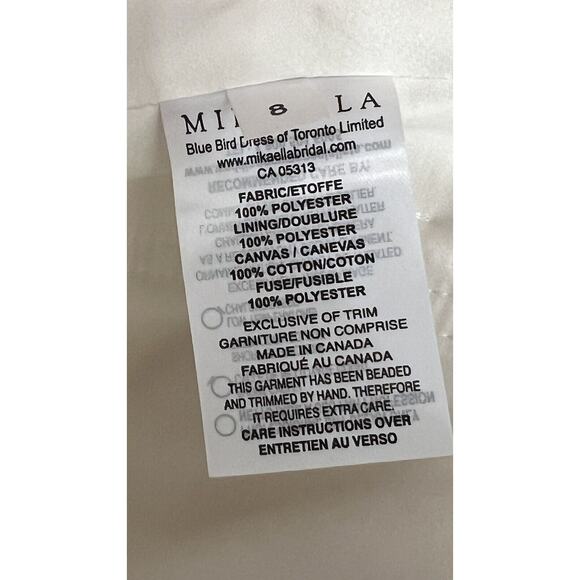 MI 8 LA
Blue Bird Dress of Toronto Limited
www.mikaellabridal.com
CA 05313
FABRIC/ETOFFE
100% POLYESTER
LINING/DOUBLURE
100% POLYESTER
CANVAS / CANEVAS
100% COTTON/COTON
FUSE/FUSIBLE
100% POLYESTER
EXCLUSIVE OF TRIM
GARNITURE NON COMPRISE
MADE IN CANADA
FABRIQUÉ AU CANADA
THIS GARMENT HAS BEEN BEADED
AND TRIMMED BY HAND. THEREFORE
IT REQUIRES EXTRA CARE.
CARE INSTRUCTIONS OVER
ENTRETIEN AU VERSO